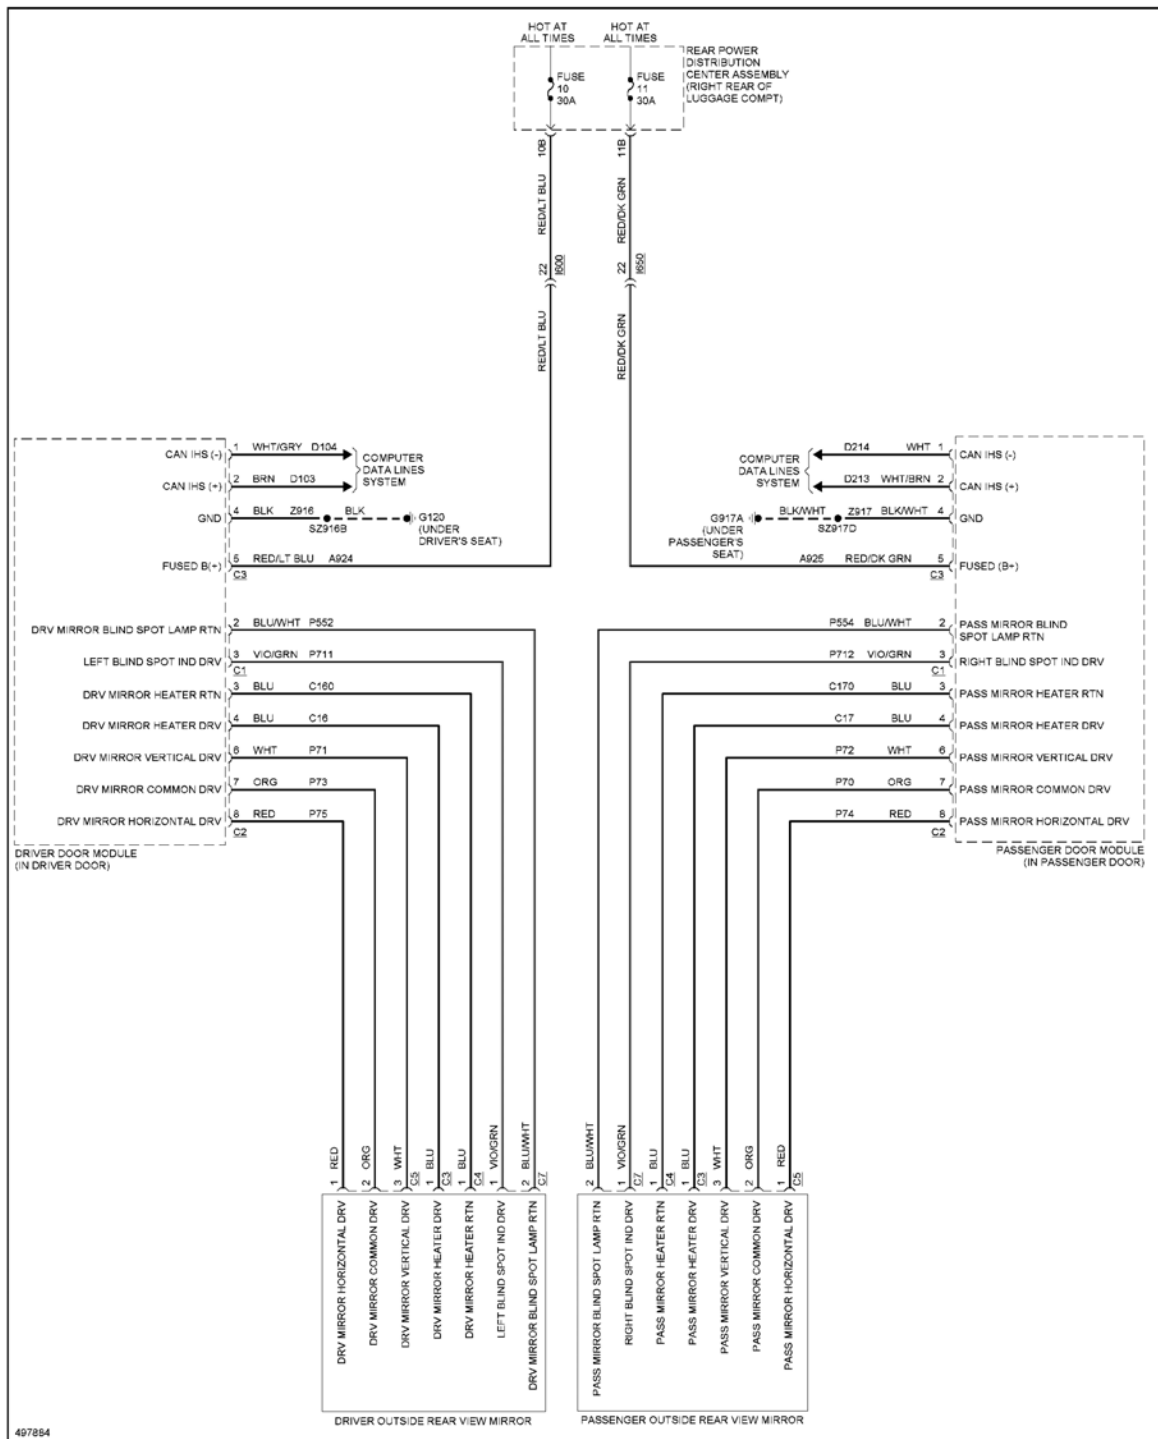 HOT AT
ALL TIMES
HOT AT
ALL TIMES
FUSE
10
30A
FUSE
11
30A
REAR POWER
DISTRIBUTION
CENTER ASSEMBLY
(RIGHT REAR OF
LUGGAGE COMPT)
10B
11B
RED/LT BLU
RED/DK GRN
22
I600
22
I650
RED/LT BLU
RED/DK GRN
CAN IHS (-)
1 WHT/GRY D104
CAN IHS (+)
2 BRN D103
COMPUTER
DATA LINES
SYSTEM
GND
4 BLK Z916 BLK
SZ916B
G120
(UNDER
DRIVER'S SEAT)
FUSED B(+)
5 RED/LT BLU A924
C3
DRV MIRROR BLIND SPOT LAMP RTN
2 BLU/WHT P552
LEFT BLIND SPOT IND DRV
3 VIO/GRN P711
C1
DRV MIRROR HEATER RTN
3 BLU C160
DRV MIRROR HEATER DRV
4 BLU C16
DRV MIRROR VERTICAL DRV
6 WHT P71
DRV MIRROR COMMON DRV
7 ORG P73
DRV MIRROR HORIZONTAL DRV
8 RED P75
C2
DRIVER DOOR MODULE
(IN DRIVER DOOR)
COMPUTER
DATA LINES
SYSTEM
D214 WHT 1
CAN IHS (-)
D213 WHT/BRN 2
CAN IHS (+)
G917A
(UNDER
PASSENGER'S
SEAT)
BLK/WHT Z917 BLK/WHT 4
SZ917D
GND
A925 RED/DK GRN 5
C3
FUSED (B+)
P554 BLU/WHT 2
PASS MIRROR BLIND
SPOT LAMP RTN
P712 VIO/GRN 3
C1
RIGHT BLIND SPOT IND DRV
C170 BLU 3
PASS MIRROR HEATER RTN
C17 BLU 4
PASS MIRROR HEATER DRV
P72 WHT 6
PASS MIRROR VERTICAL DRV
P70 ORG 7
PASS MIRROR COMMON DRV
P74 RED 8
C2
PASS MIRROR HORIZONTAL DRV
PASSENGER DOOR MODULE
(IN PASSENGER DOOR)
1 RED
2 ORG
3 WHT
C5
1 BLU
C3
1 BLU
C4
1 VIO/GRN
2 BLU/WHT
C7
2 BLU/WHT
1 VIO/GRN
C7
1 BLU
C4
1 BLU
C3
3 WHT
2 ORG
1 RED
C5
DRV MIRROR HORIZONTAL DRV
DRV MIRROR COMMON DRV
DRV MIRROR VERTICAL DRV
DRV MIRROR HEATER DRV
DRV MIRROR HEATER RTN
LEFT BLIND SPOT IND DRV
DRV MIRROR BLIND SPOT LAMP RTN
PASS MIRROR BLIND SPOT LAMP RTN
RIGHT BLIND SPOT IND DRV
PASS MIRROR HEATER RTN
PASS MIRROR HEATER DRV
PASS MIRROR VERTICAL DRV
PASS MIRROR COMMON DRV
PASS MIRROR HORIZONTAL DRV
DRIVER OUTSIDE REAR VIEW MIRROR
PASSENGER OUTSIDE REAR VIEW MIRROR
497884